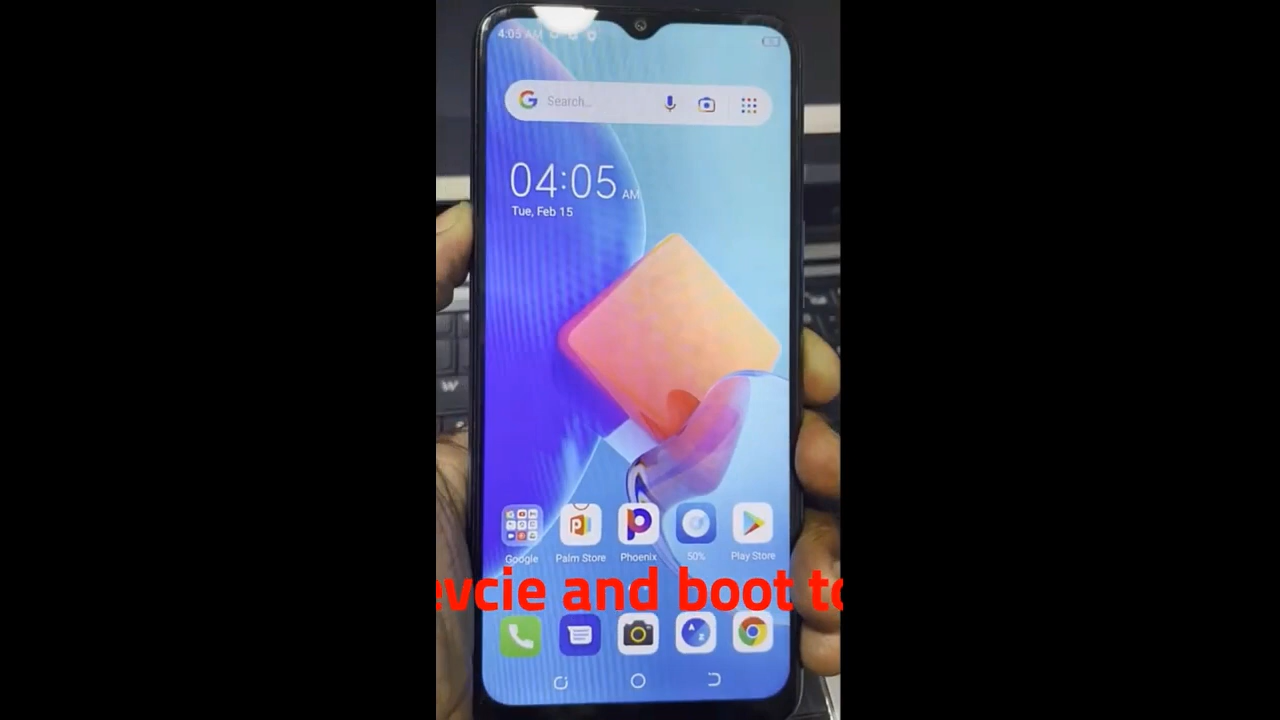 4:05 AM
Search...
04:05 AM
Tue, Feb 15
Google Palm Store Phoenix 50% Play Store
evcie and boot to
A Z
W